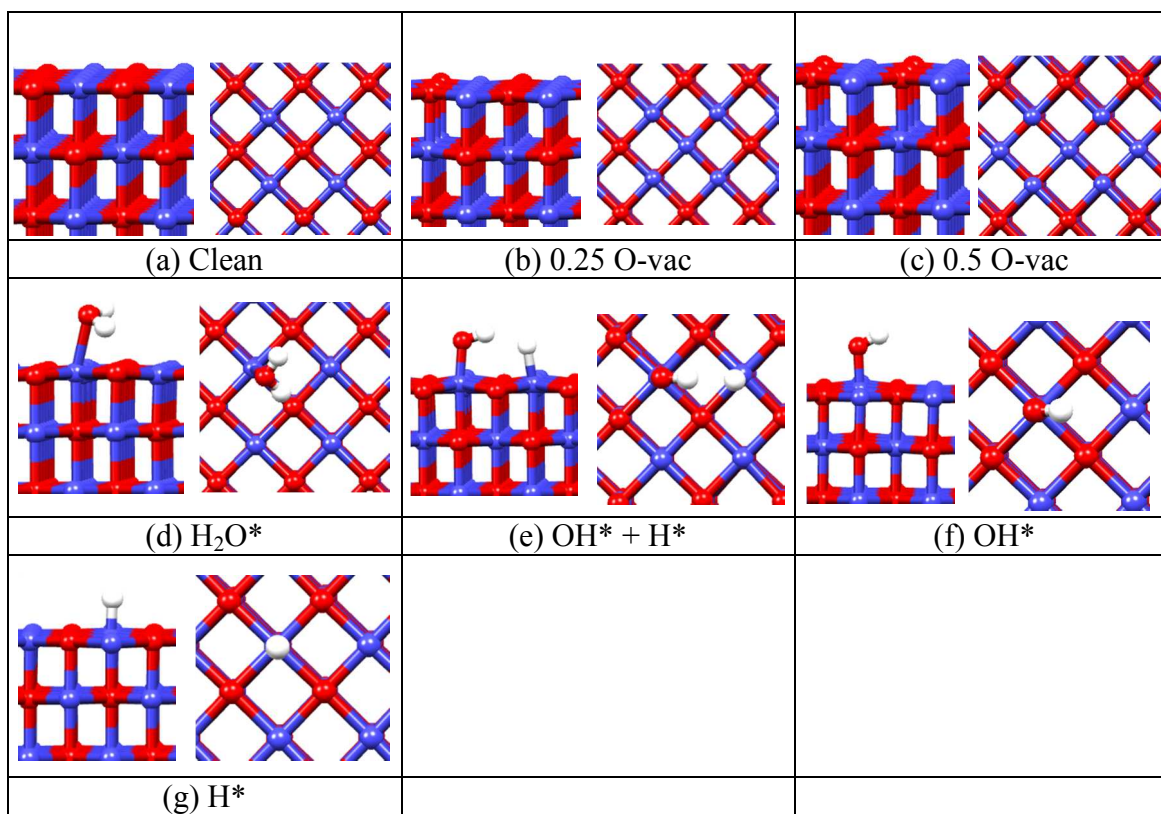 (a) Clean
(b) 0.25 O-vac
(c) 0.5 O-vac
(d) H₂O*
(e) OH* + H*
(f) OH*
(g) H*